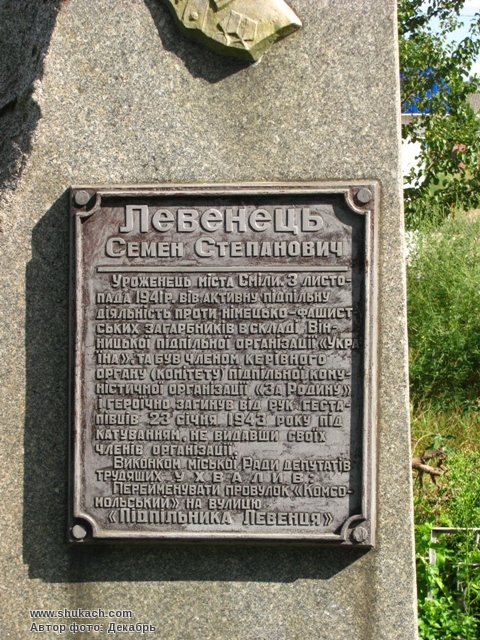 Левенець
Семен Степанович
Уроженець міста Сміли. З листо-
пада 1941р. вів активну підпільну
діяльність проти німецько-фашист-
ських загарбників в складі Він-
ницької підпільної організації «Укра
їна», та був членом керівного
органу (комітету) підпільної кому-
ністичної організації «За Родину»
і героїчно загинув від рук геста-
півців 23 січня 1943 року під
катуванням, не видавши своїх
членів організації.
Виконком міської Ради депутатів
трудящих УХВАЛИВ:
Перейменувати провулок «Комсо-
мольський» на вулицю
«Підпільника Левенця»
www.shukach.com
Автор фото: Декабрь